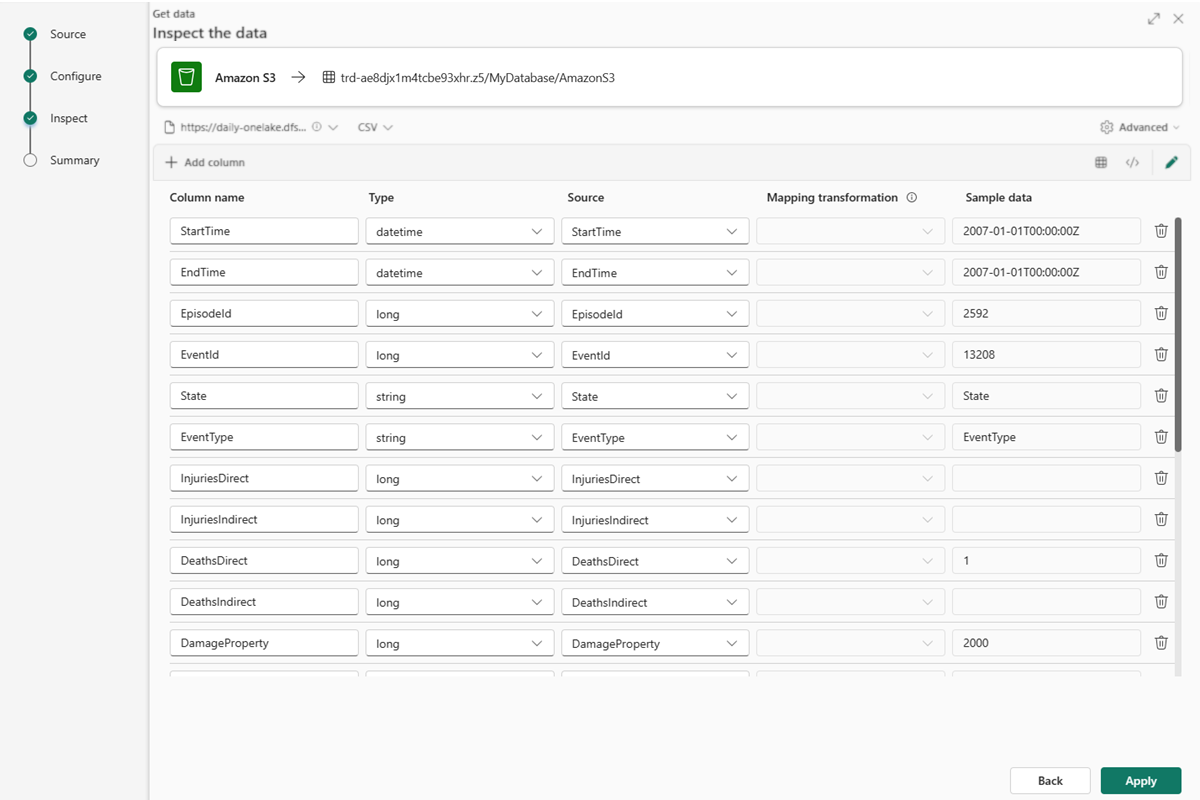 Get data
Inspect the data
Source
Configure
Inspect
Summary
Amazon S3 → trd-ae8djx1m4tcbe93xhr.z5/MyDatabase/AmazonS3
https://daily-onelake.dfs... CSV Advanced
+ Add column </>
Column name Type Source Mapping transformation Sample data
StartTime datetime StartTime 2007-01-01T00:00:00Z
EndTime datetime EndTime 2007-01-01T00:00:00Z
EpisodeId long EpisodeId 2592
EventId long EventId 13208
State string State State
EventType string EventType EventType
InjuriesDirect long InjuriesDirect
InjuriesIndirect long InjuriesIndirect
DeathsDirect long DeathsDirect 1
DeathsIndirect long DeathsIndirect
DamageProperty long DamageProperty 2000
Back Apply